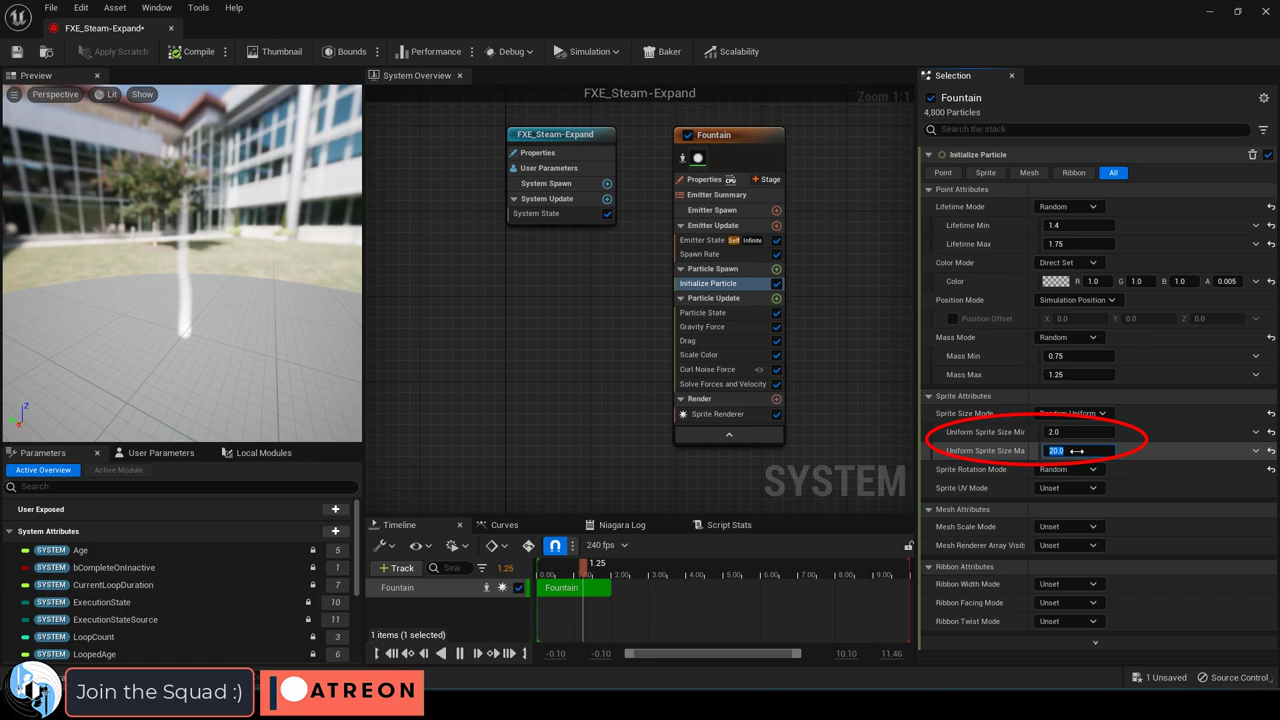 File Edit Asset Window Tools Help
FXE_Steam-Expand*
Apply Scratch Compile Thumbnail Bounds Performance Debug Simulation Baker Scalability
Preview
Perspective Lit Show
Z
X
System Overview
FXE_Steam-Expand
Zoom 1:1
FXE_Steam-Expand
Properties
User Parameters
System Spawn
System Update
System State
Fountain
Properties CPU Stage
Emitter Summary
Emitter Spawn
Emitter Update
Emitter State Self Infinite
Spawn Rate
Particle Spawn
Initialize Particle
Particle Update
Particle State
Gravity Force
Drag
Scale Color
Curl Noise Force
Solve Forces and Velocity
Render
Sprite Renderer
SYSTEM
Selection
Fountain
4,800 Particles
Search the stack
Initialize Particle
Point Sprite Mesh Ribbon All
Point Attributes
Lifetime Mode Random
Lifetime Min 1.4
Lifetime Max 1.75
Color Mode Direct Set
Color R 1.0 G 1.0 B 1.0 A 0.005
Position Mode Simulation Position
Position Offset X 0.0 Y 0.0 Z 0.0
Mass Mode Random
Mass Min 0.75
Mass Max 1.25
Sprite Attributes
Sprite Size Mode Random Uniform
Uniform Sprite Size Mir 2.0
Uniform Sprite Size Ma 20.0
Sprite Rotation Mode Random
Sprite UV Mode Unset
Mesh Attributes
Mesh Scale Mode Unset
Mesh Renderer Array Visib Unset
Ribbon Attributes
Ribbon Width Mode Unset
Ribbon Facing Mode Unset
Ribbon Twist Mode Unset
Parameters User Parameters Local Modules
Active Overview Active Module
Search
User Exposed
System Attributes
SYSTEM Age 5
SYSTEM bCompleteOnInactive 1
SYSTEM CurrentLoopDuration 7
SYSTEM ExecutionState 10
SYSTEM ExecutionStateSource 11
SYSTEM LoopCount 3
SYSTEM LoopedAge 6
Timeline Curves Niagara Log Script Stats
240 fps
Track Sear 1.25
1.25
0.00 1.00 2.00 3.00 4.00 5.00 6.00 7.00 8.00 9.00
Fountain
Fountain
1 items (1 selected)
-0.10 -0.10 10.10 11.46
1 Unsaved Source Control
Join the Squad :)
PATREON